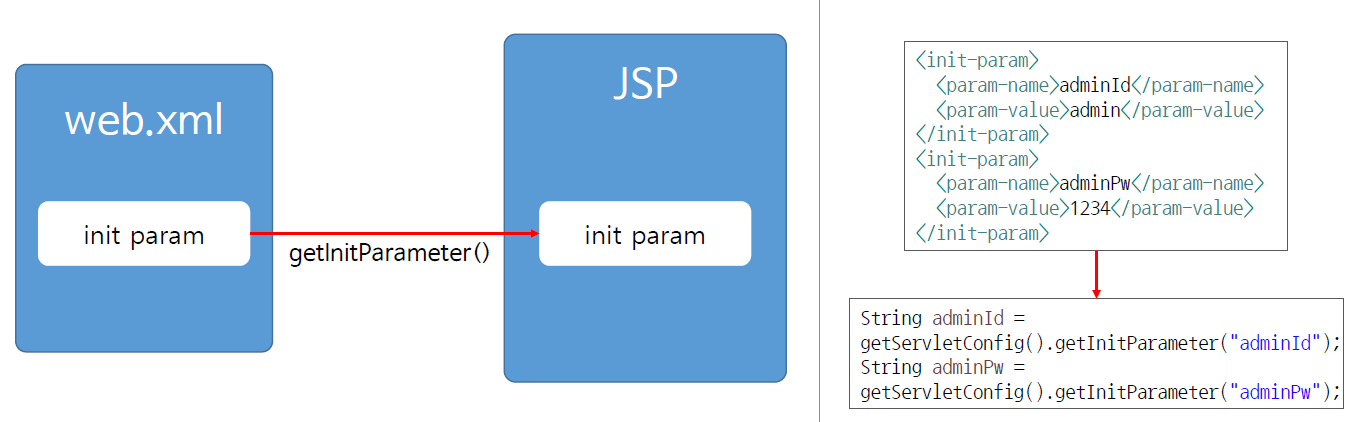 web.xml
init param
getInitParameter()
JSP
init param
<init-param>
<param-name>adminId</param-name>
<param-value>admin</param-value>
</init-param>
<init-param>
<param-name>adminPw</param-name>
<param-value>1234</param-value>
</init-param>
String adminId =
getServletConfig().getInitParameter("adminId");
String adminPw =
getServletConfig().getInitParameter("adminPw");